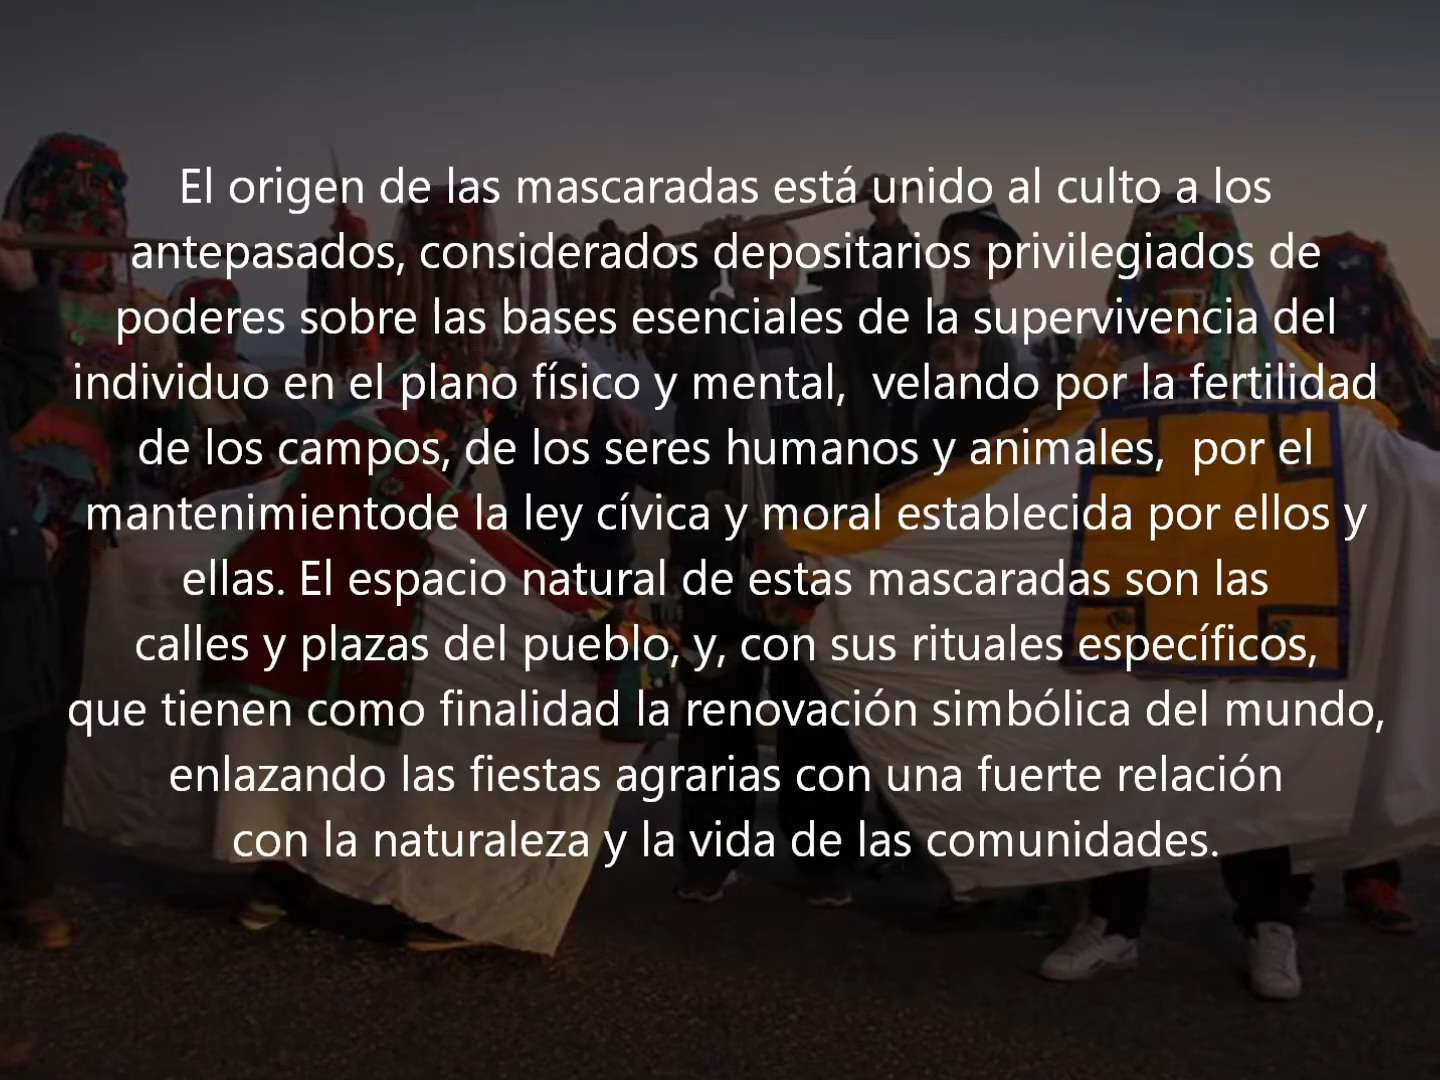 El origen de las mascaradas está unido al culto a los
antepasados, considerados depositarios privilegiados de
poderes sobre las bases esenciales de la supervivencia del
individuo en el plano físico y mental,  velando por la fertilidad
de los campos, de los seres humanos y animales,  por el
mantenimientode la ley cívica y moral establecida por ellos y
ellas. El espacio natural de estas mascaradas son las
calles y plazas del pueblo, y, con sus rituales específicos,
que tienen como finalidad la renovación simbólica del mundo,
enlazando las fiestas agrarias con una fuerte relación
con la naturaleza y la vida de las comunidades.